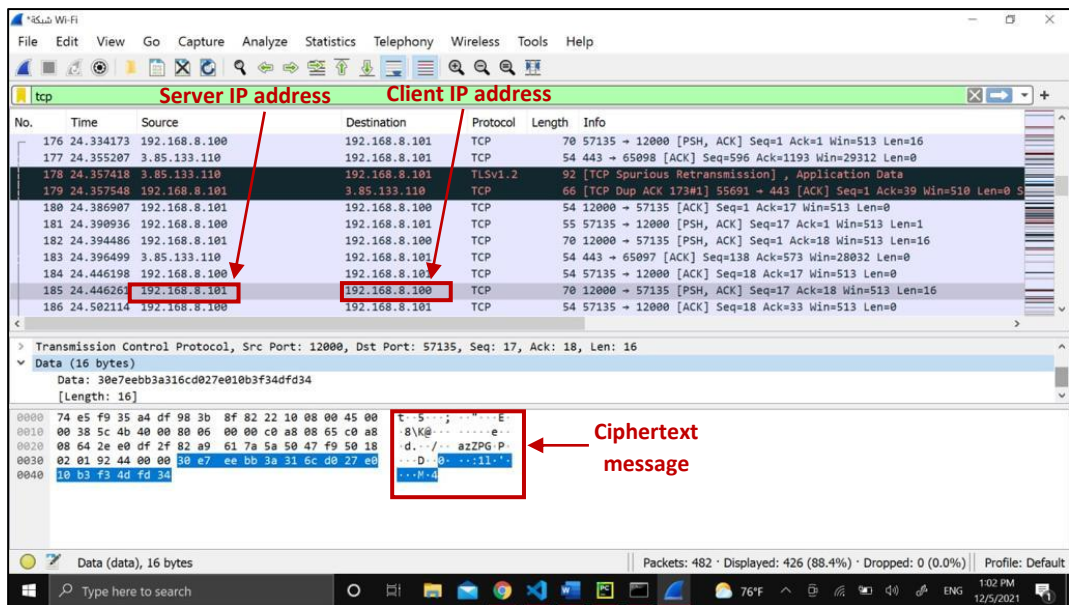 *شبكة Wi-Fi
File Edit View Go Capture Analyze Statistics Telephony Wireless Tools Help
tcp
Server IP address
Client IP address
No. Time Source Destination Protocol Length Info
176 24.334173 192.168.8.100 192.168.8.101 TCP 70 57135 → 12000 [PSH, ACK] Seq=1 Ack=1 Win=513 Len=16
177 24.355207 3.85.133.110 192.168.8.101 TCP 54 443 → 65098 [ACK] Seq=596 Ack=1193 Win=29312 Len=0
178 24.357418 3.85.133.110 192.168.8.101 TLSv1.2 92 [TCP Spurious Retransmission] , Application Data
179 24.357548 192.168.8.101 3.85.133.110 TCP 66 [TCP Dup ACK 173#1] 55691 → 443 [ACK] Seq=1 Ack=39 Win=510 Len=0 S
180 24.386907 192.168.8.101 192.168.8.100 TCP 54 12000 → 57135 [ACK] Seq=1 Ack=17 Win=513 Len=0
181 24.390936 192.168.8.100 192.168.8.101 TCP 55 57135 → 12000 [PSH, ACK] Seq=17 Ack=1 Win=513 Len=1
182 24.394486 192.168.8.101 192.168.8.100 TCP 70 12000 → 57135 [PSH, ACK] Seq=1 Ack=18 Win=513 Len=16
183 24.396499 3.85.133.110 192.168.8.101 TCP 54 443 → 65097 [ACK] Seq=138 Ack=573 Win=28032 Len=0
184 24.446198 192.168.8.100 192.168.8.101 TCP 54 57135 → 12000 [ACK] Seq=18 Ack=17 Win=513 Len=0
185 24.446261 192.168.8.101 192.168.8.100 TCP 70 12000 → 57135 [PSH, ACK] Seq=17 Ack=18 Win=513 Len=16
186 24.502114 192.168.8.100 192.168.8.101 TCP 54 57135 → 12000 [ACK] Seq=18 Ack=33 Win=513 Len=0
Transmission Control Protocol, Src Port: 12000, Dst Port: 57135, Seq: 17, Ack: 18, Len: 16
Data (16 bytes)
Data: 30e7eebb3a316cd027e010b3f34dfd34
[Length: 16]
0000 74 e5 f9 35 a4 df 98 3b 8f 82 22 10 08 00 45 00 t··5···; ··"···E·
0010 00 38 5c 4b 40 00 80 06 00 00 c0 a8 08 65 c0 a8 ·8\K@··· ·····e··
0020 08 64 2e e0 df 2f 82 a9 61 7a 5a 50 47 f9 50 18 ·d.··/·· azZPG·P·
0030 02 01 92 44 00 00 30 e7 ee bb 3a 31 6c d0 27 e0 ···D··0· ··:1l·'·
0040 10 b3 f3 4d fd 34 ···M·4
Ciphertext
message
Data (data), 16 bytes
Packets: 482 · Displayed: 426 (88.4%) · Dropped: 0 (0.0%)
Profile: Default
Type here to search
76°F
ENG
1:02 PM
12/5/2021